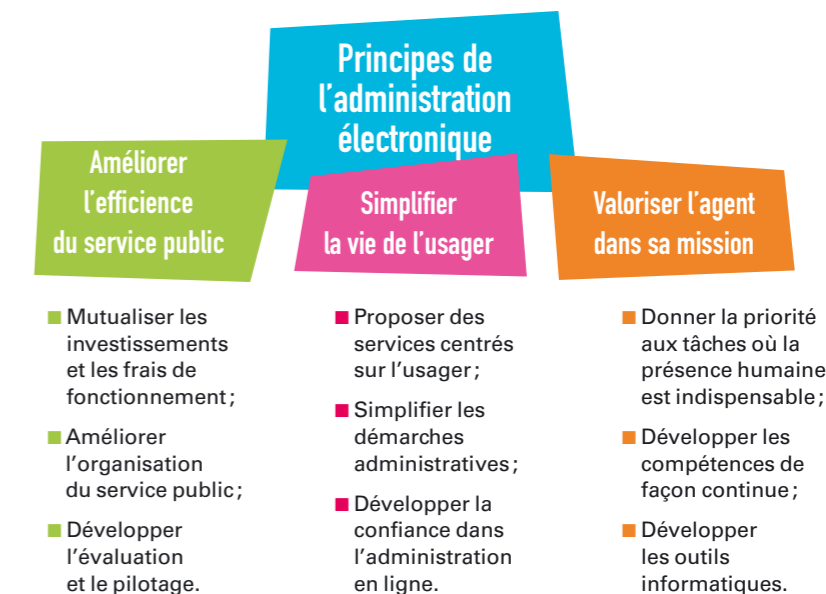 Principes de
l'administration
électronique
Améliorer
l'efficience
du service public
Simplifier
la vie de l'usager
Valoriser l'agent
dans sa mission
■ Mutualiser les
investissements
et les frais de
fonctionnement ;
■ Améliorer
l'organisation
du service public ;
■ Développer
l'évaluation
et le pilotage.
■ Proposer des
services centrés
sur l'usager ;
■ Simplifier les
démarches
administratives ;
■ Développer la
confiance dans
l'administration
en ligne.
■ Donner la priorité
aux tâches où la
présence humaine
est indispensable ;
■ Développer les
compétences de
façon continue ;
■ Développer
les outils
informatiques.